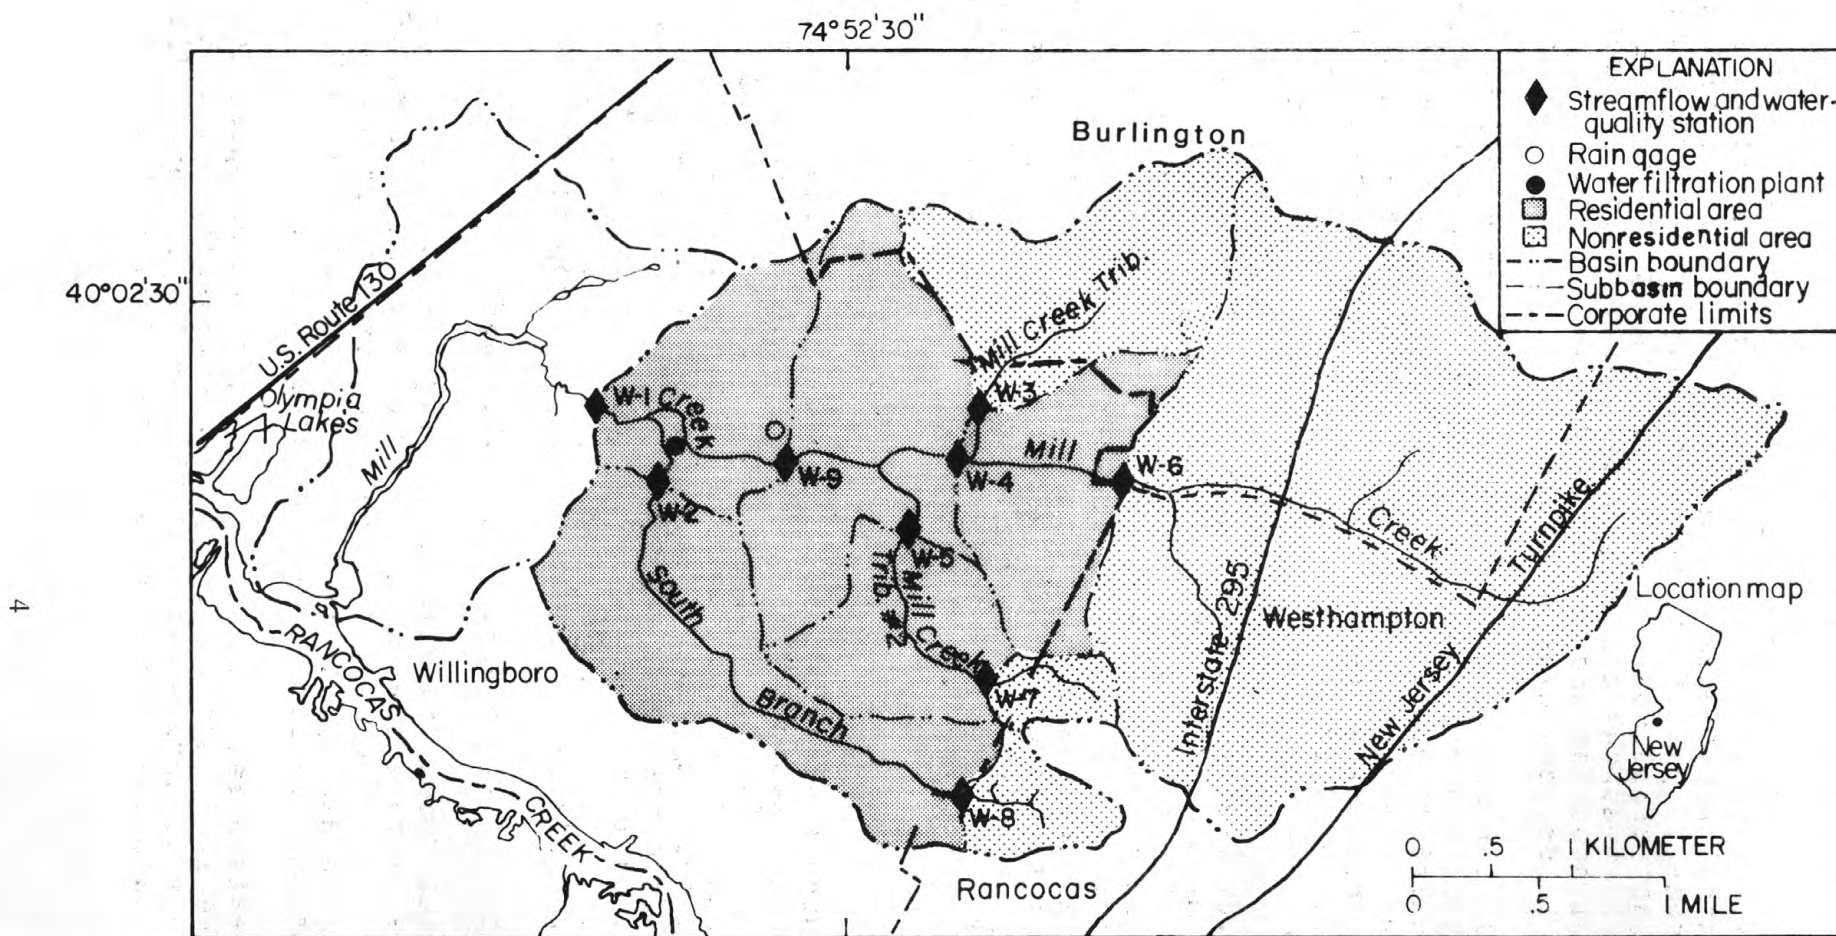 74°52'30"
EXPLANATION
Streamflow and water-
quality station
Rain gage
Water filtration plant
Residential area
Nonresidential area
Basin boundary
Subbasin boundary
Corporate limits
Burlington
40°02'30"
U.S. Route 130
Mill Creek Trib.
Olympia
Lakes
W-1
Creek
W-3
Mill
Mill
W-9
W-4
W-6
W-2
W-5
Creek
Turnpike
4
South
Trib. #2
Mill Creek
Interstate 295
Westhampton
Location map
RANCOCAS
Willingboro
W-7
New Jersey
Branch
New
Jersey
CREEK
W-8
Rancocas
0 .5 1 KILOMETER
0 .5 1 MILE